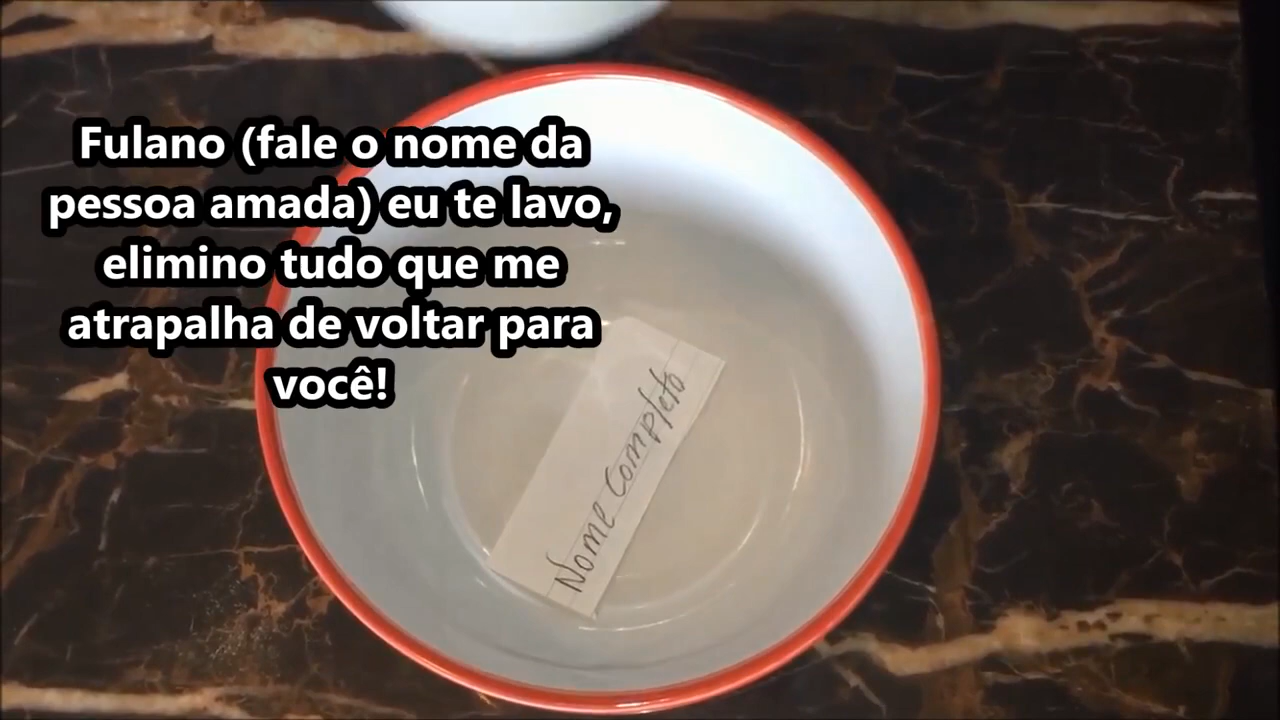 Fulano (fale o nome da
pessoa amada) eu te lavo,
elimino tudo que me
atrapalha de voltar para
você!
Nome Completo